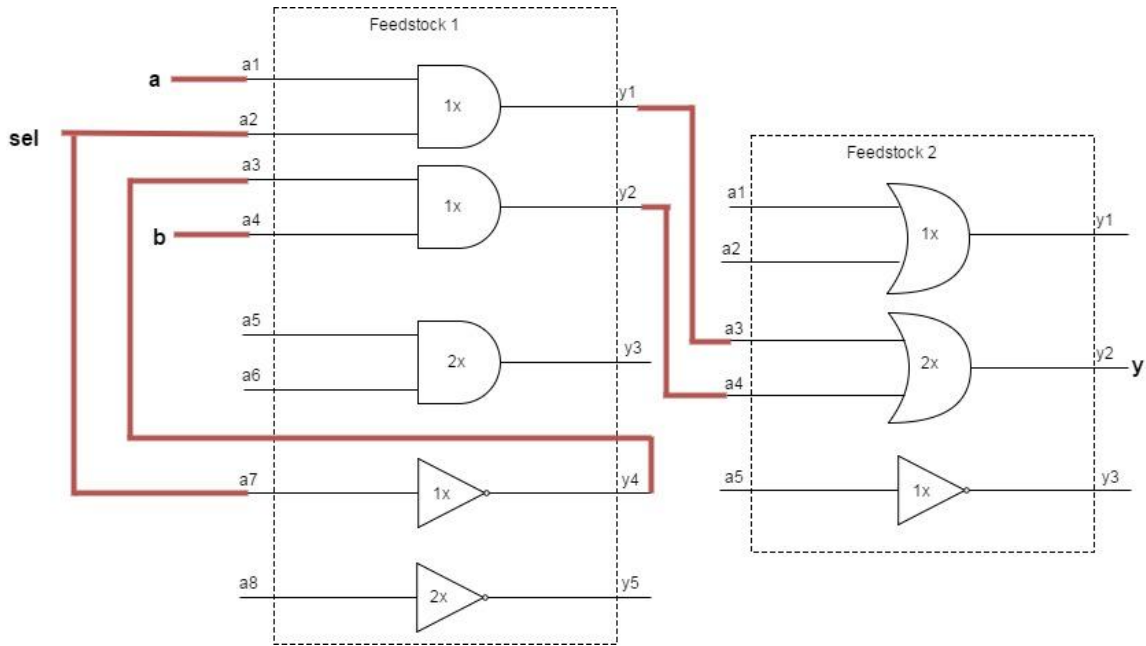 Feedstock 1
a
a1
1x
y1
sel
a2
a3
1x
y2
b
a4
a5
2x
y3
a6
a7
1x
y4
a8
2x
y5
Feedstock 2
a1
1x
y1
a2
a3
2x
y2
y
a4
a5
1x
y3